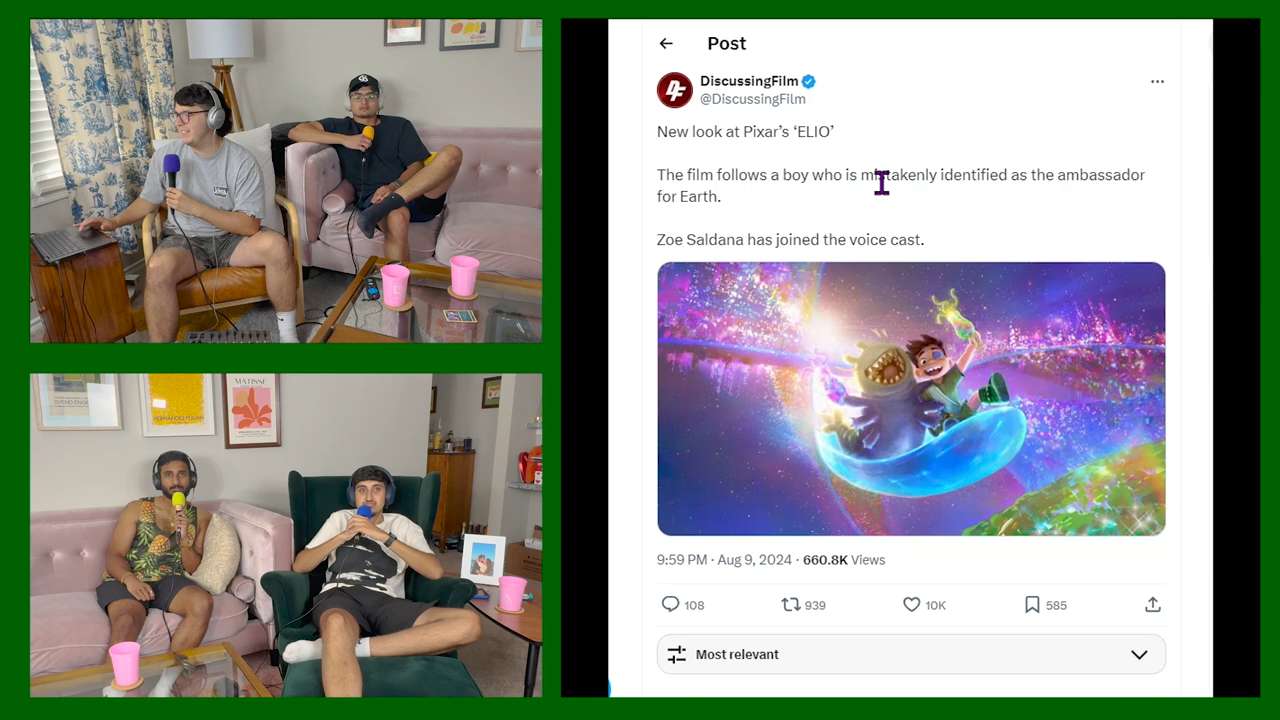 Post
DiscussingFilm
@DiscussingFilm
New look at Pixar's ‘ELIO’
The film follows a boy who is mistakenly identified as the ambassador
for Earth.
Zoe Saldana has joined the voice cast.
9:59 PM · Aug 9, 2024 · 660.8K Views
108
939
10K
585
Most relevant
MATISSE